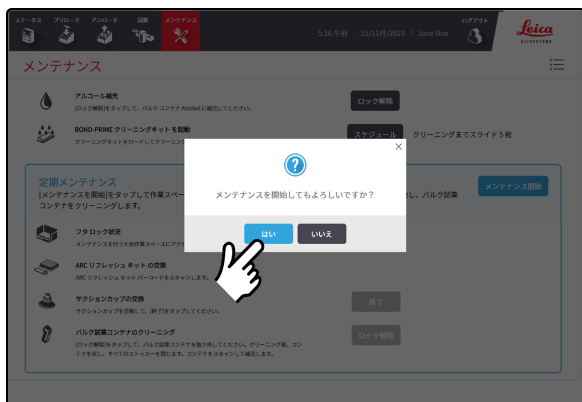 ステータス
プリロード
アンロード
試薬
メンテナンス
5:16 午前 | 21/11月/2023 | Jane Doe
ログアウト
Leica
BIOSYSTEMS
メンテナンス
アルコール補充
[ロック解除]をタップして、バルク コンテナ Alcohol に補充してください。
ロック解除
BOND-PRIME クリーニングキット を起動
クリーニングキットをロードしてクリーニン
スケジュール
クリーニングまでスライド 5 枚
×
メンテナンスを開始してもよろしいですか？
はい
いいえ
定期メンテナンス
[メンテナンスを開始]をタップして作業スペー
し、バルク試薬
コンテナをクリーニングします。
メンテナンス開始
フタ ロック状況
メンテナンスを行うため作業スペースにアクセ
ARC リフレッシュ キット の交換
ARC リフレッシュ キット バーコードをスキャンします。
サクションカップの交換
サクションカップを交換して、[終了]をタップしてください。
終了
バルク試薬コンテナのクリーニング
[ロック解除]をタップして、バルク試薬コンテナを取り外してください。クリーニング後、コン
テナを戻し、すべてのストッカーを閉じます。コンテナをスキャンして補充します。
ロック解除